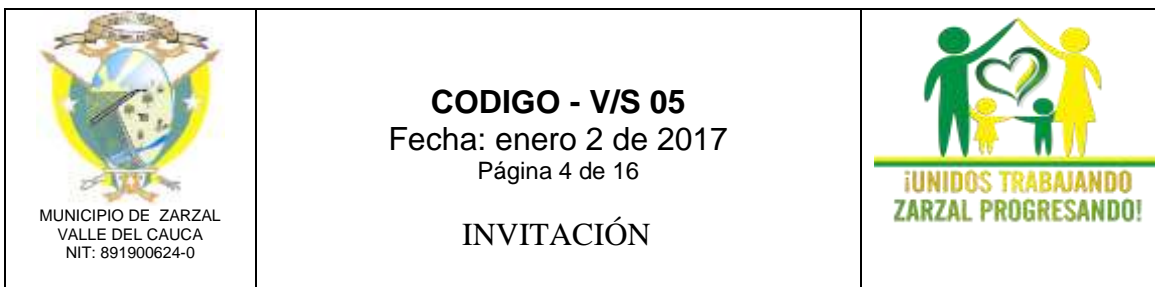 MUNICIPIO DE ZARZAL
VALLE DEL CAUCA
NIT: 891900624-0
CODIGO - V/S 05
Fecha: enero 2 de 2017
Página 4 de 16
INVITACIÓN
¡UNIDOS TRABAJANDO
ZARZAL PROGRESANDO!